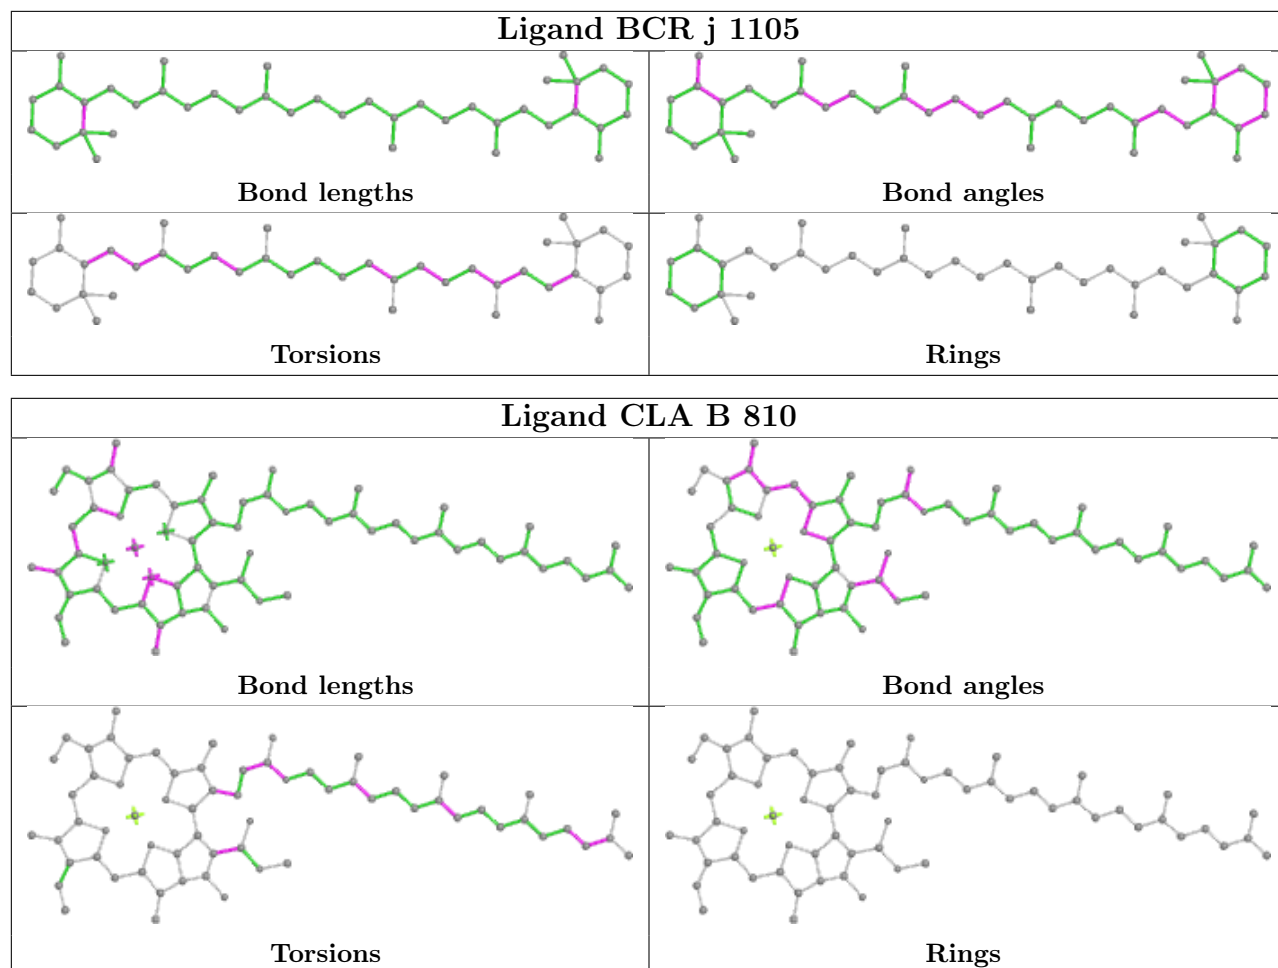 Ligand BCR j 1105
Bond lengths
Bond angles
Torsions
Rings
Ligand CLA B 810
Bond lengths
Bond angles
Torsions
Rings